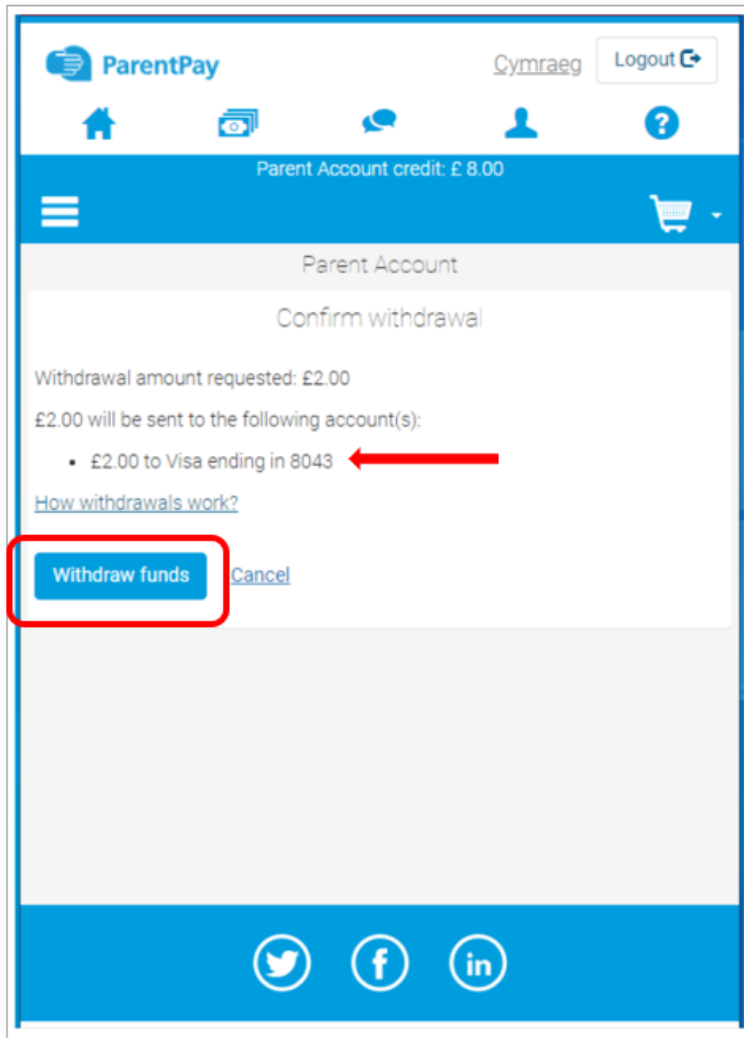 ParentPay
Cymraeg
Logout
Parent Account credit: £ 8.00
Parent Account
Confirm withdrawal
Withdrawal amount requested: £2.00
£2.00 will be sent to the following account(s):
• £2.00 to Visa ending in 8043
How withdrawals work?
Withdraw funds Cancel